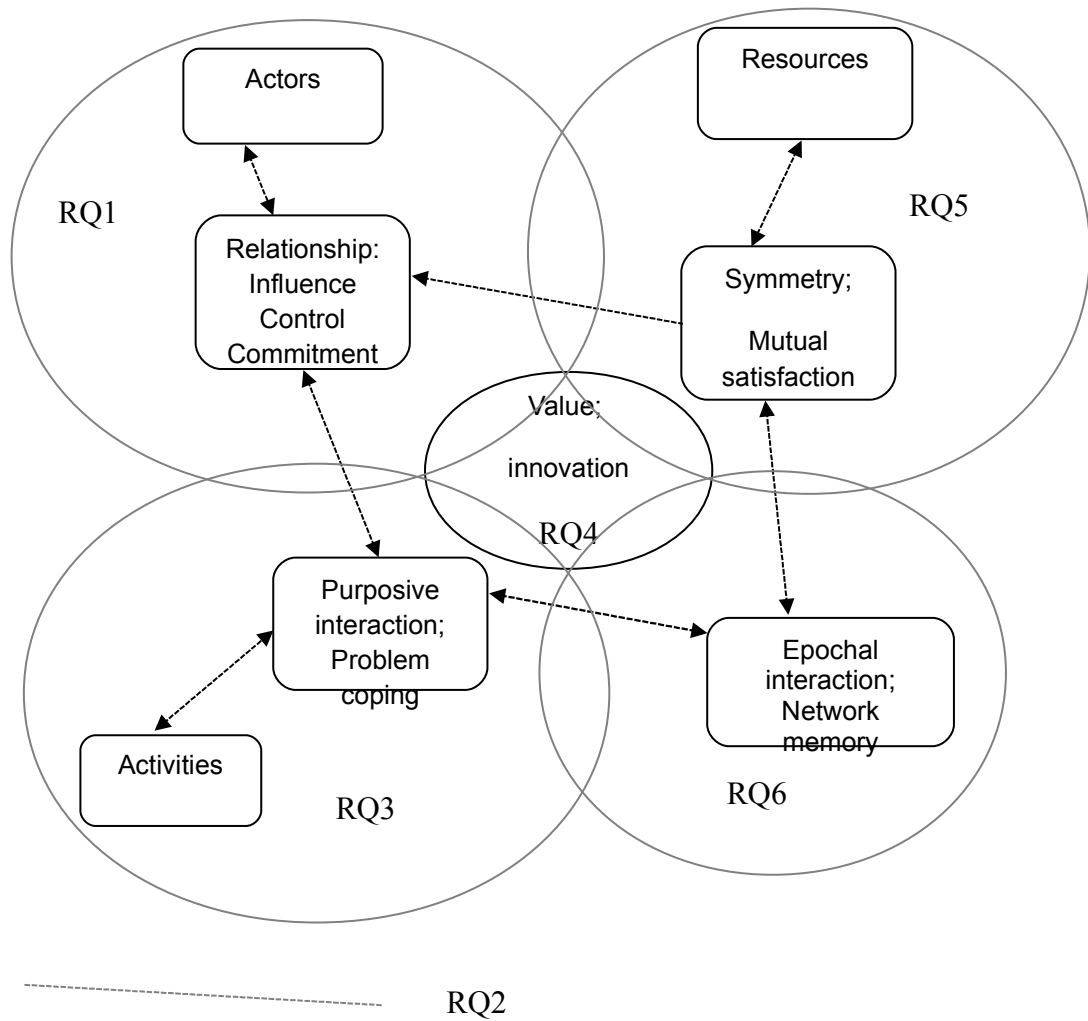 Actors
Resources
RQ1
RQ5
Relationship:
Influence
Control
Commitment
Symmetry;
Mutual
satisfaction
Value;
innovation
RQ4
Purposive
interaction;
Problem
coping
Epochal
interaction;
Network
memory
Activities
RQ3
RQ6
RQ2